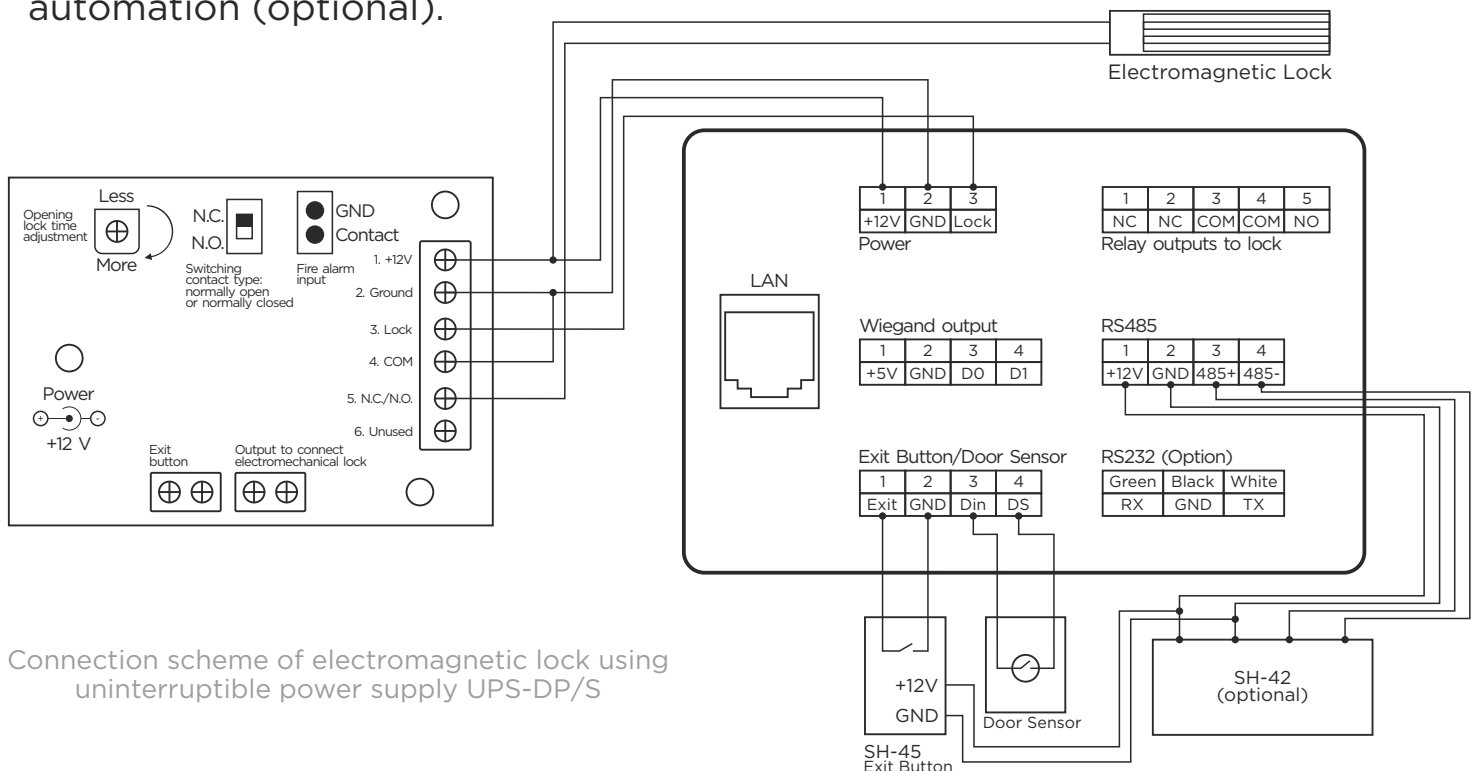 automation (optional).
Electromagnetic Lock
Less
Opening
lock time
adjustment
More
N.C.
N.O.
Switching
contact type:
normally open
or normally closed
GND
Contact
Fire alarm
input
1. +12V
2. Ground
3. Lock
4. COM
5. N.C./N.O.
6. Unused
Power
+ -
+12 V
Exit
button
Output to connect
electromechanical lock
1 2 3
+12V GND Lock
Power
1 2 3 4 5
NC NC COM COM NO
Relay outputs to lock
LAN
Wiegand output
1 2 3 4
+5V GND D0 D1
RS485
1 2 3 4
+12V GND 485+ 485-
Exit Button/Door Sensor
1 2 3 4
Exit GND Din DS
RS232 (Option)
Green Black White
RX GND TX
+12V
GND
SH-45
Exit Button
Door Sensor
SH-42
(optional)
Connection scheme of electromagnetic lock using
uninterruptible power supply UPS-DP/S